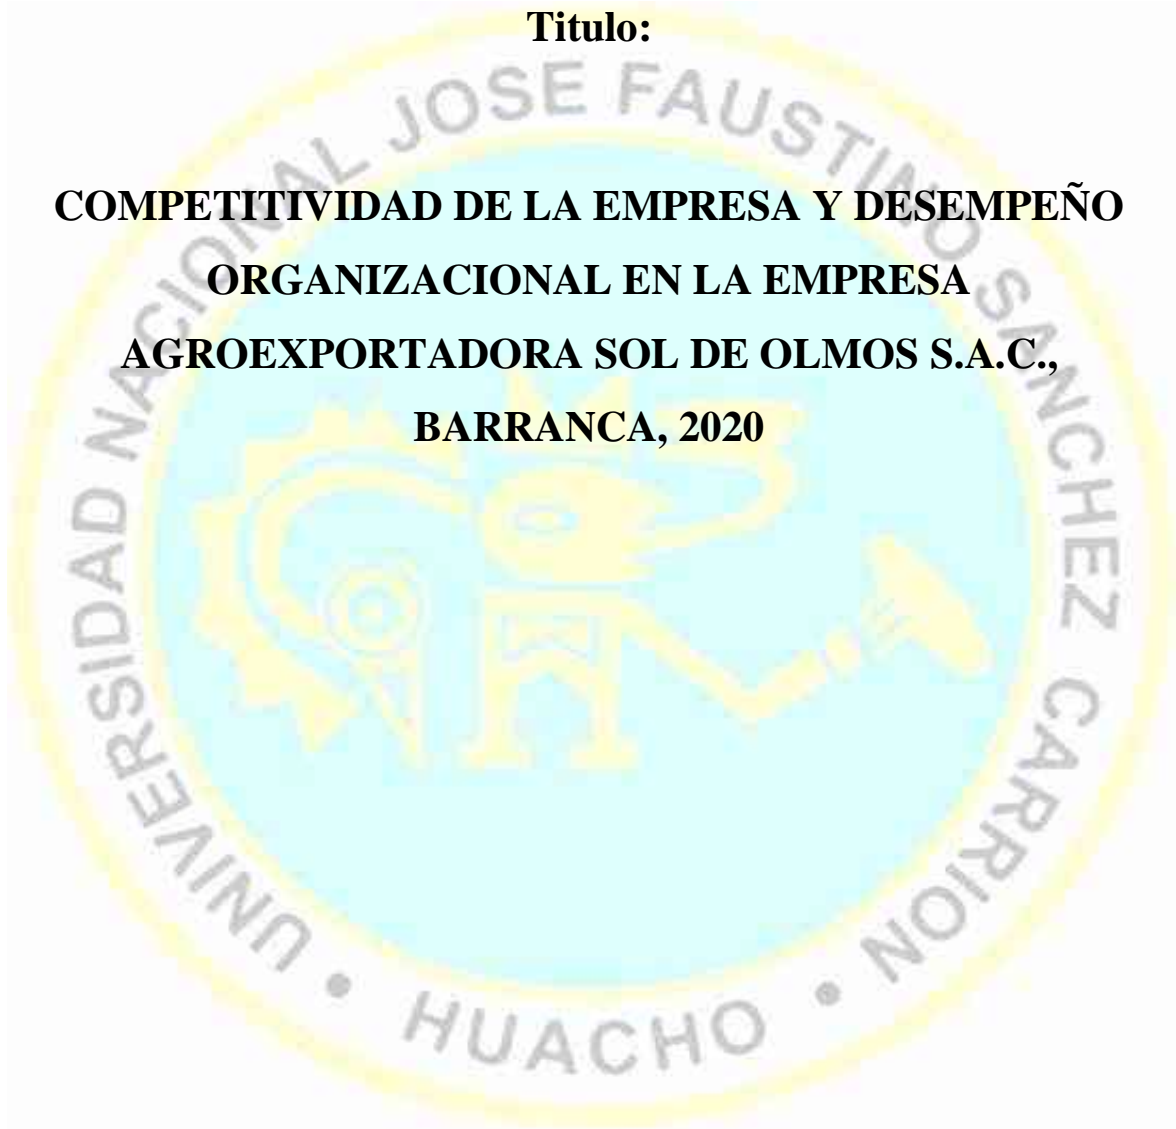 Titulo:
COMPETITIVIDAD DE LA EMPRESA Y DESEMPEÑO
ORGANIZACIONAL EN LA EMPRESA
AGROEXPORTADORA SOL DE OLMOS S.A.C.,
BARRANCA, 2020
UNIVERSIDAD NACIONAL JOSE FAUSTINO SANCHEZ CARRION • HUACHO •